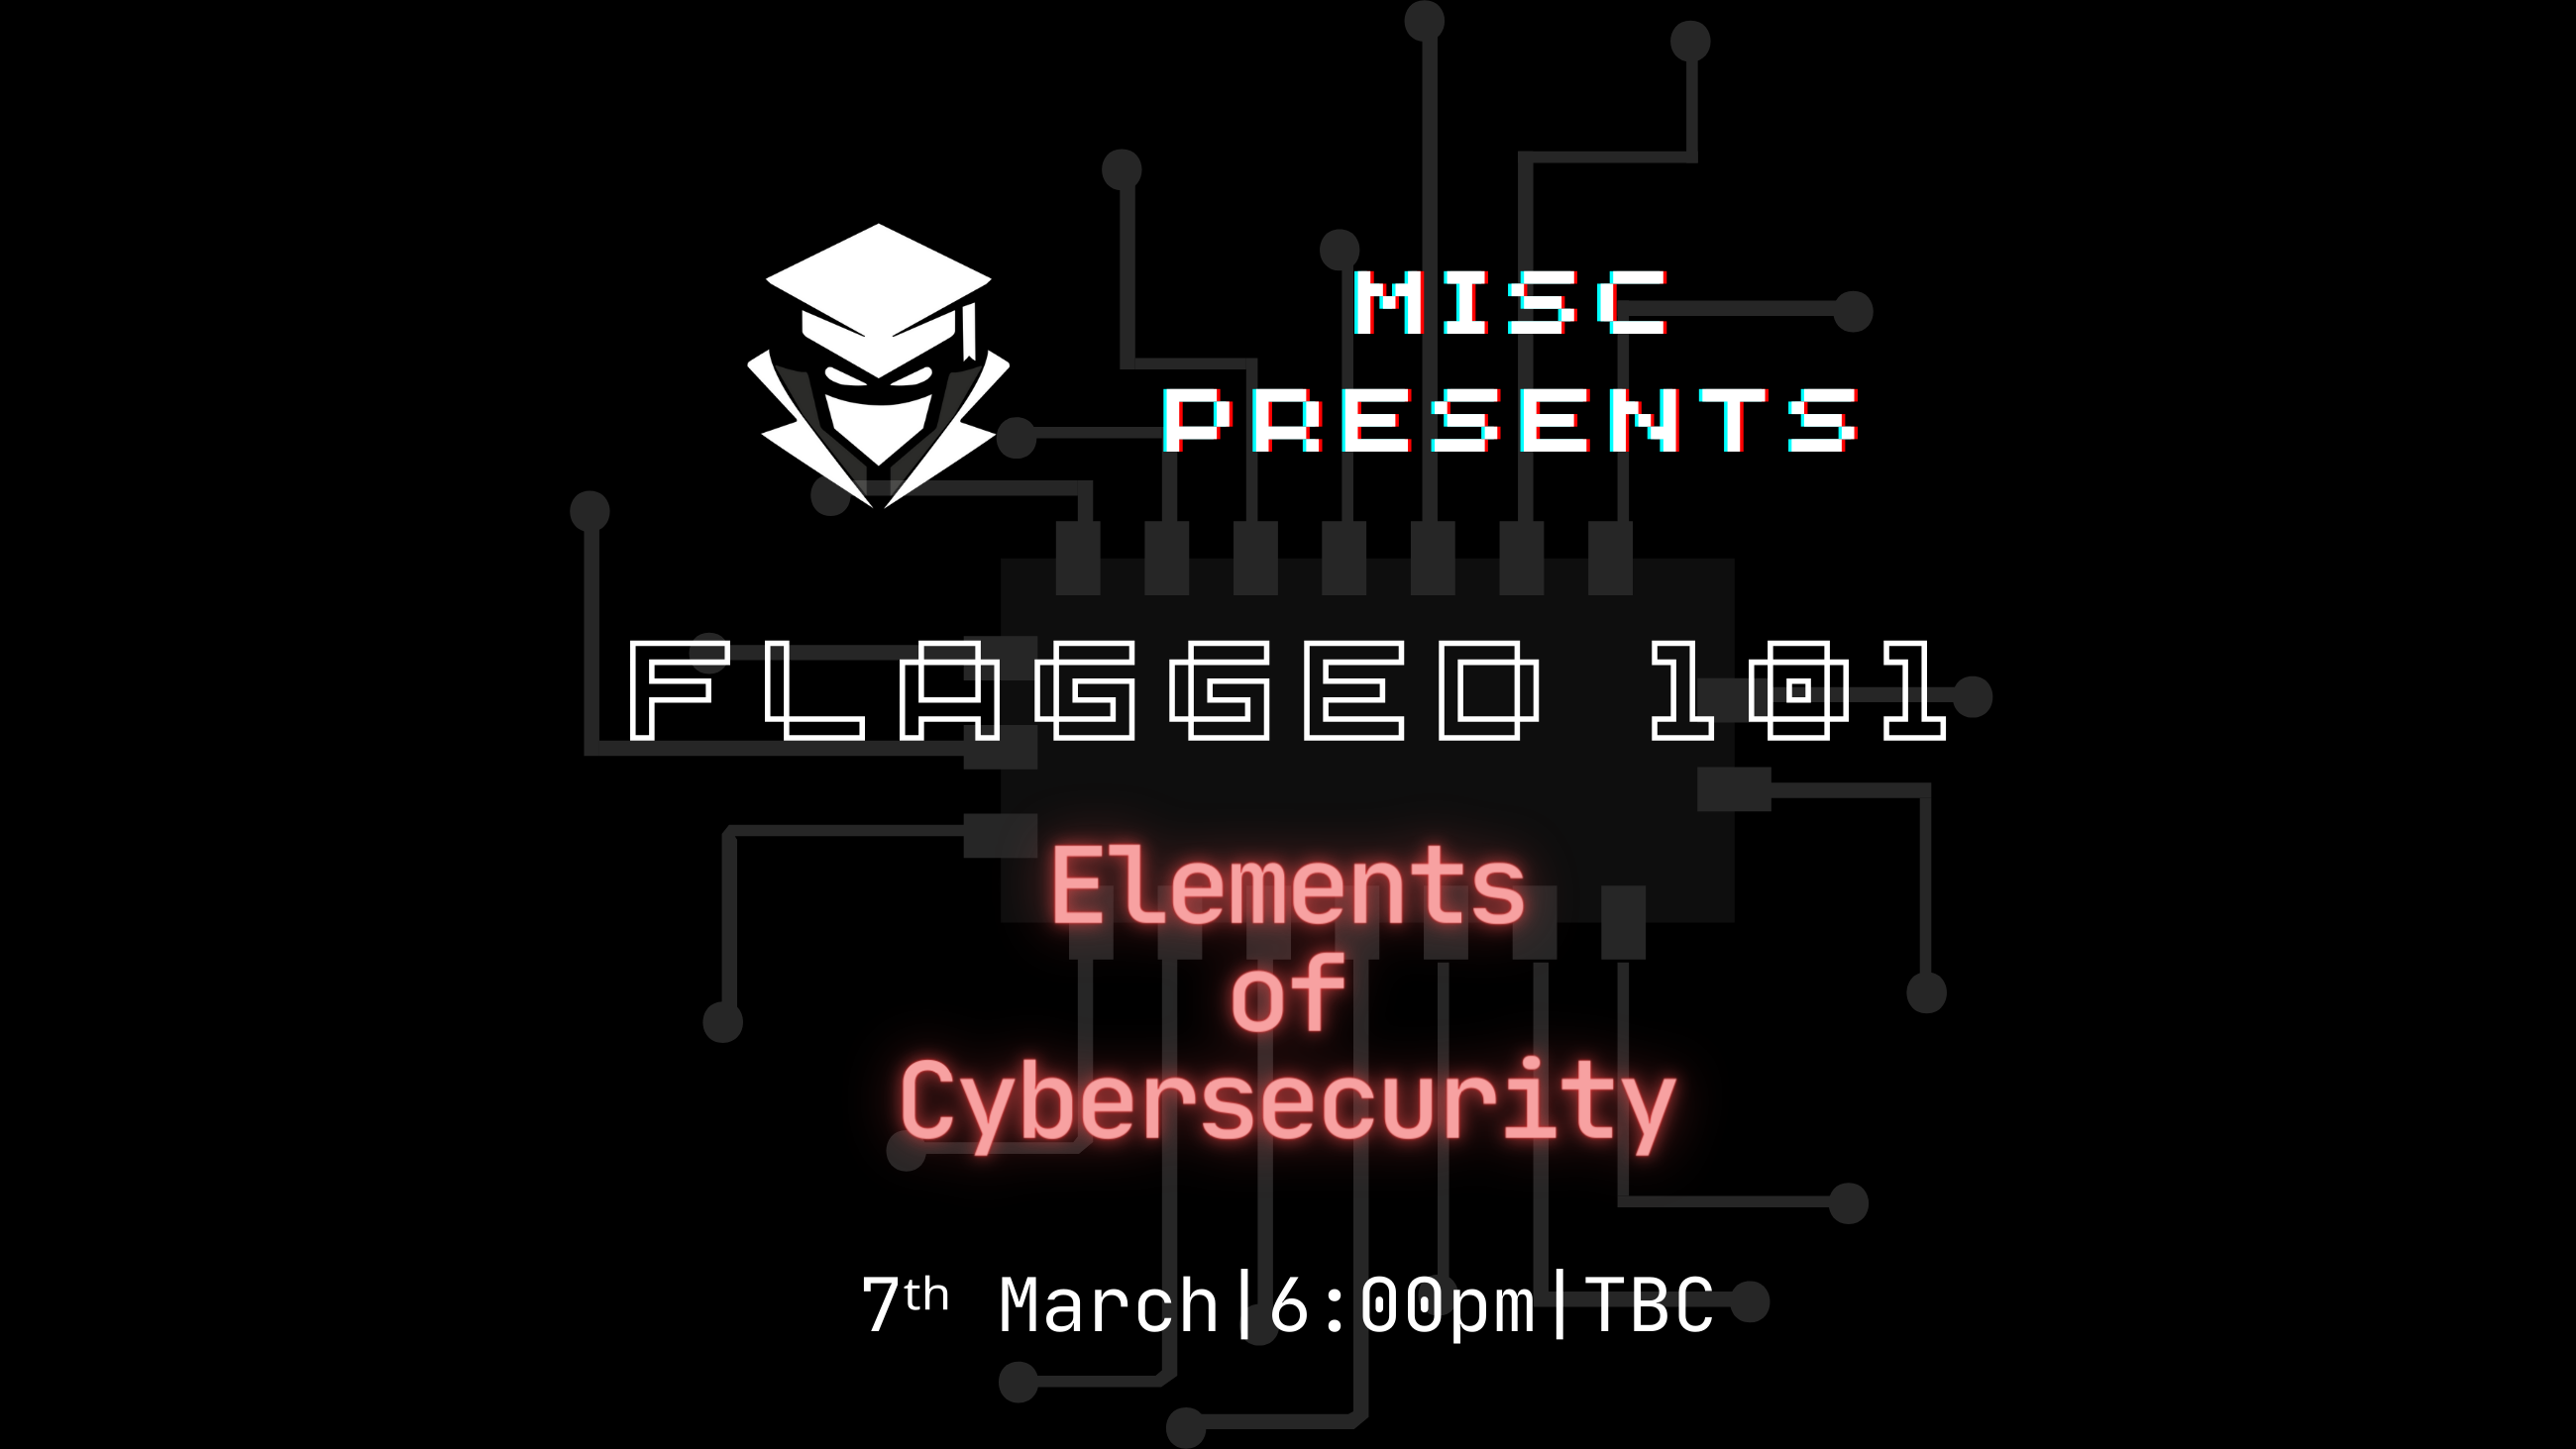 MISC
PRESENTS
FLAGGED 101
Elements
of
Cybersecurity
7th March|6:00pm|TBC